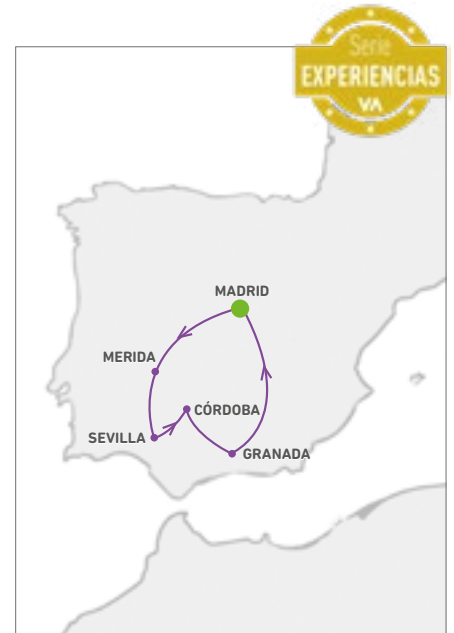 Serie
EXPERIENCIAS
VA
MADRID
MERIDA
CÓRDOBA
SEVILLA
GRANADA